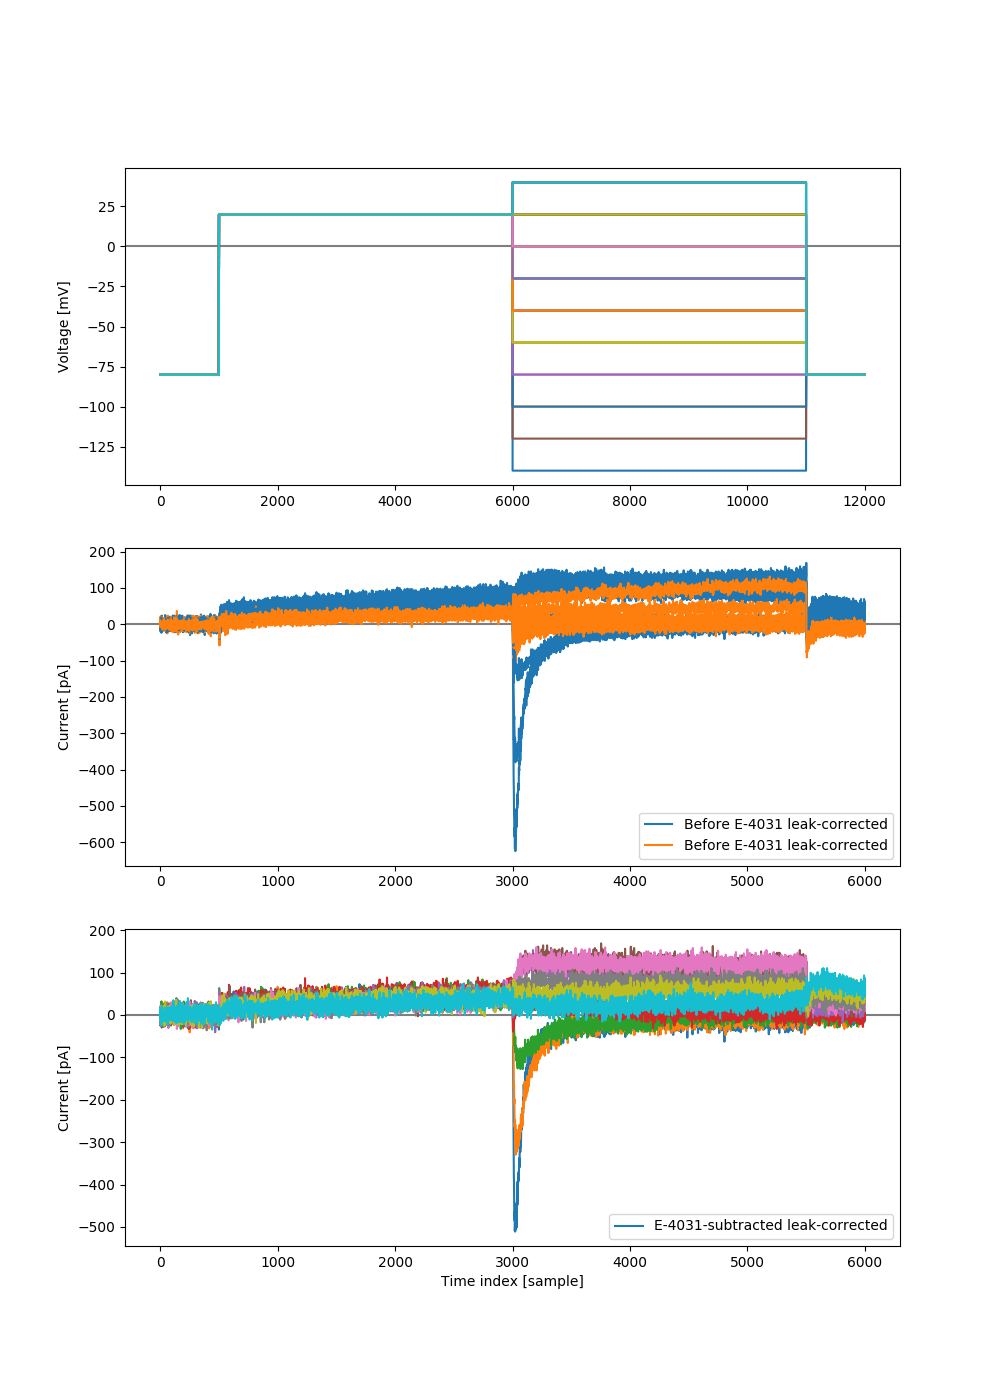 25
0
−25
−50
−75
−100
−125
Voltage [mV]
0 2000 4000 6000 8000 10000 12000
200
100
0
−100
−200
−300
−400
−500
−600
Current [pA]
Before E-4031 leak-corrected
Before E-4031 leak-corrected
0 1000 2000 3000 4000 5000 6000
200
100
0
−100
−200
−300
−400
−500
Current [pA]
E-4031-subtracted leak-corrected
0 1000 2000 3000 4000 5000 6000
Time index [sample]